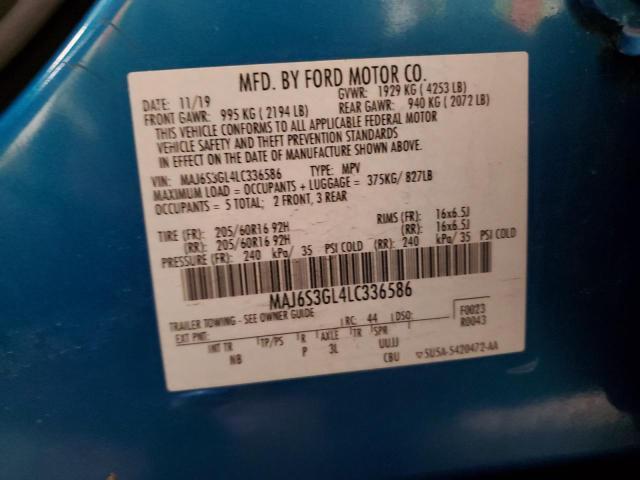 MFD. BY FORD MOTOR CO.
DATE: 11/19 GVWR: 1929 KG ( 4253 LB)
FRONT GAWR: 995 KG ( 2194 LB) REAR GAWR: 940 KG ( 2072 LB)
THIS VEHICLE CONFORMS TO ALL APPLICABLE FEDERAL MOTOR
VEHICLE SAFETY AND THEFT PREVENTION STANDARDS
IN EFFECT ON THE DATE OF MANUFACTURE SHOWN ABOVE.
VIN: MAJ6S3GL4LC336586 TYPE: MPV
MAXIMUM LOAD = OCCUPANTS + LUGGAGE = 375KG/ 827LB
OCCUPANTS = 5 TOTAL; 2 FRONT, 3 REAR
TIRE (FR): 205/60R16 92H RIMS (FR): 16x6.5J
(RR): 205/60R16 92H (RR): 16x6.5J
PRESSURE (FR): 240 kPa/ 35 PSI COLD (RR): 240 kPa/ 35 PSI COLD
MAJ6S3GL4LC336586
TRAILER TOWING - SEE OWNER GUIDE F0023
EXT PNT: RC: 44 DSO: R0043
INT TR TP/PS R AXLE TR SPR
NB P 3L UUJJ
CBU SU5A-5420472-AA